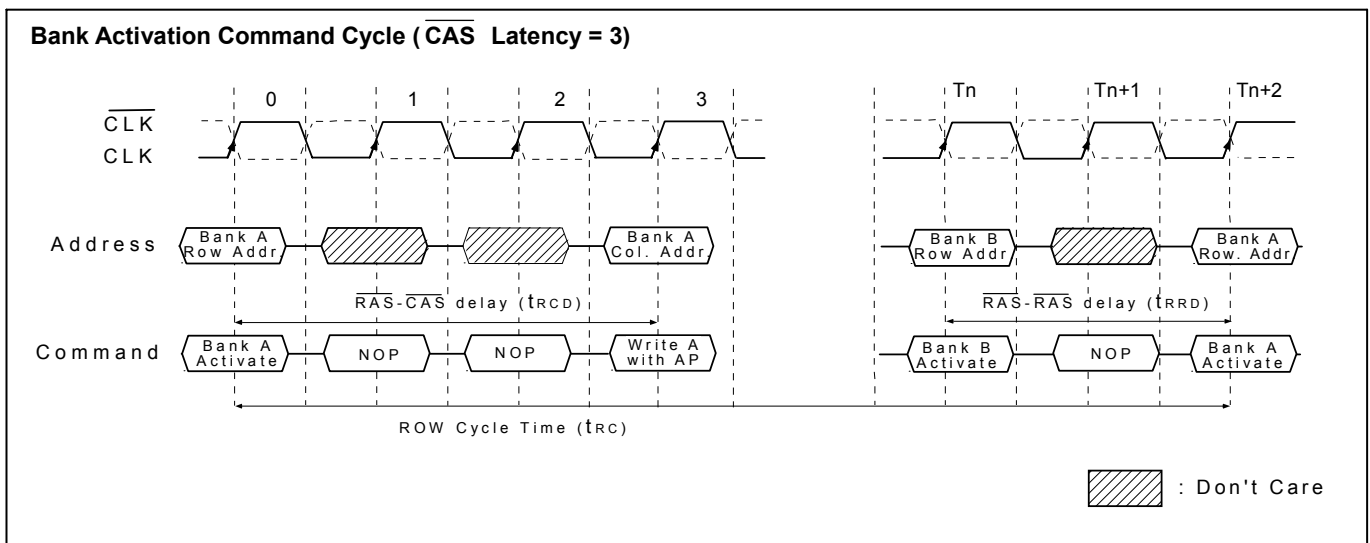 Bank Activation Command Cycle ( CAS Latency = 3)
0 1 2 3 Tn Tn+1 Tn+2
CLK
CLK
Address
Bank A
Row Addr.
Bank A
Col. Addr.
Bank B
Row Addr
Bank A
Row. Addr
RAS-CAS delay (tRCD)
RAS-RAS delay (tRRD)
Command
Bank A
Activate
NOP
NOP
Write A
with AP
Bank B
Activate
NOP
Bank A
Activate
ROW Cycle Time (tRC)
: Don't Care